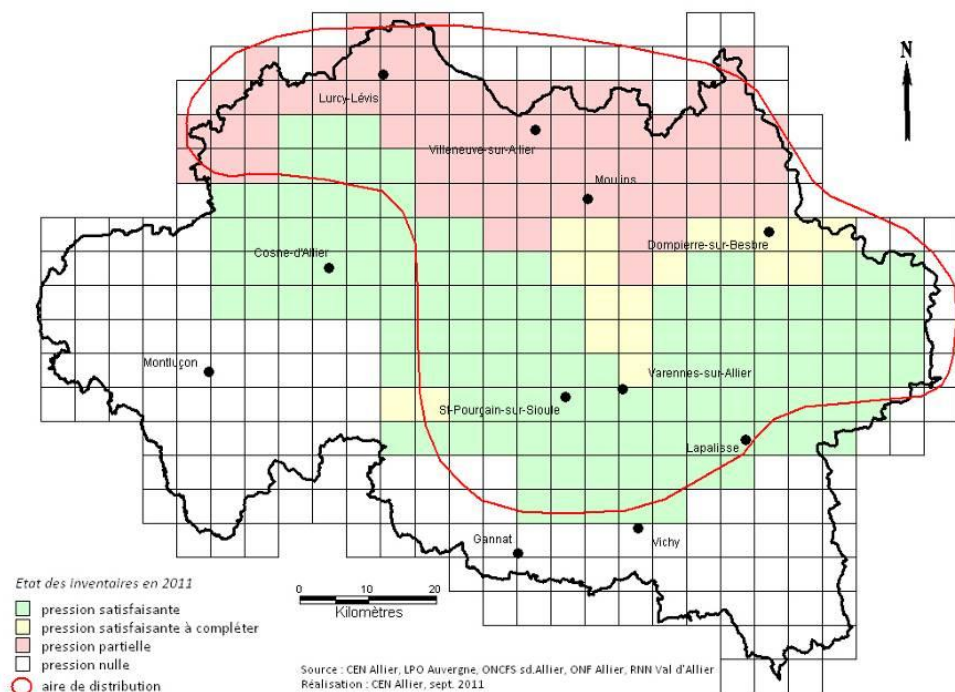 N
Lurcy-Lévis
Villeneuve-sur-Allier
Moulins
Dompierre-sur-Besbre
Cosne-d'Allier
Montluçon
Varennes-sur-Allier
St-Pourçain-sur-Sioule
Lapalisse
Gannat
Vichy
Etat des inventaires en 2011
pression satisfaisante
pression satisfaisante à compléter
pression partielle
pression nulle
aire de distribution
0 10 20
Kilomètres
Source : CEN Allier, LPO Auvergne, ONCFS sd.Allier, ONF Allier, RNN Val d'Allier
Réalisation : CEN Allier, sept. 2011